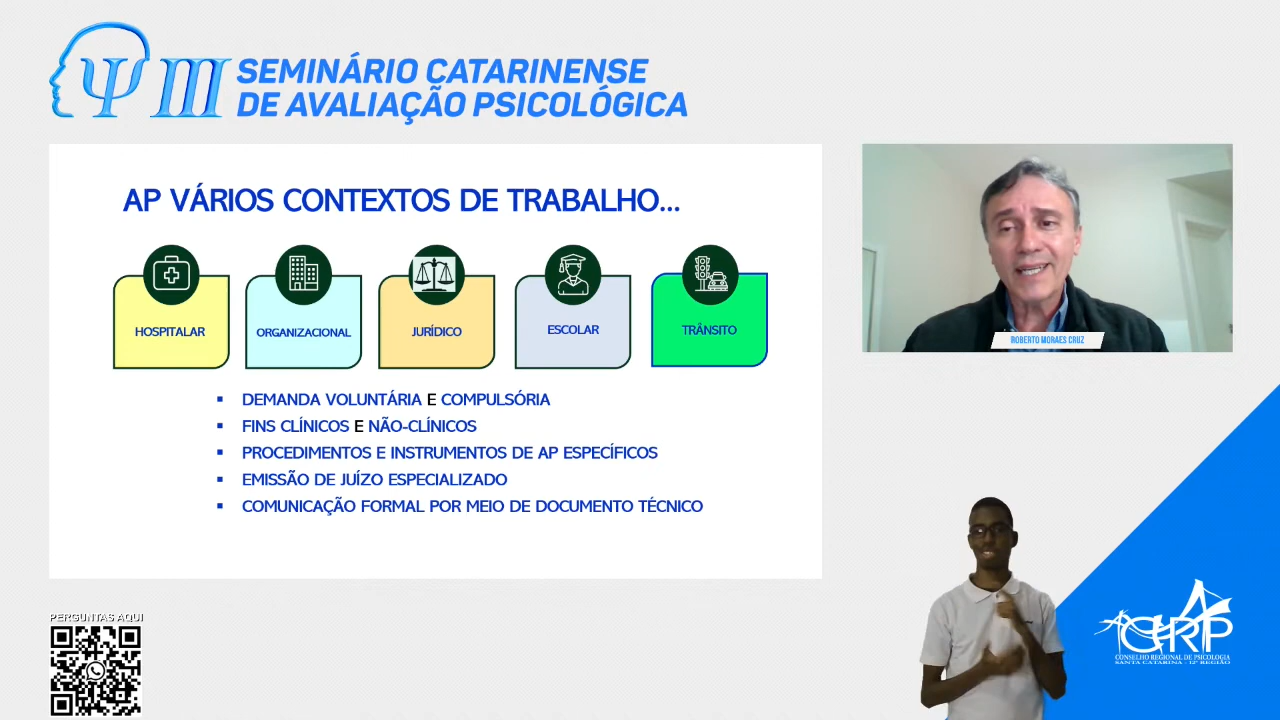 Ψ III SEMINÁRIO CATARINENSE
DE AVALIAÇÃO PSICOLÓGICA
AP VÁRIOS CONTEXTOS DE TRABALHO...
HOSPITALAR
ORGANIZACIONAL
JURÍDICO
ESCOLAR
TRÂNSITO
▪ DEMANDA VOLUNTÁRIA E COMPULSÓRIA
▪ FINS CLÍNICOS E NÃO-CLÍNICOS
▪ PROCEDIMENTOS E INSTRUMENTOS DE AP ESPECÍFICOS
▪ EMISSÃO DE JUÍZO ESPECIALIZADO
▪ COMUNICAÇÃO FORMAL POR MEIO DE DOCUMENTO TÉCNICO
ROBERTO MORAES CRUZ
PERGUNTAS AQUI
CRP
CONSELHO REGIONAL DE PSICOLOGIA
SANTA CATARINA - 12ª REGIÃO